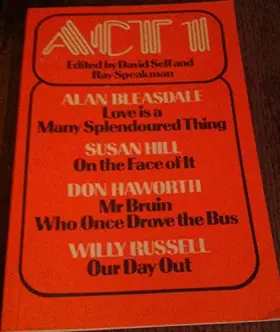 ACT 1
Edited by David Self and
Ray Speakman
ALAN BLEASDALE
Love is a
Many Splendoured Thing
SUSAN HILL
On the Face of It
DON HAWORTH
Mr Bruin
Who Once Drove the Bus
WILLY RUSSELL
Our Day Out